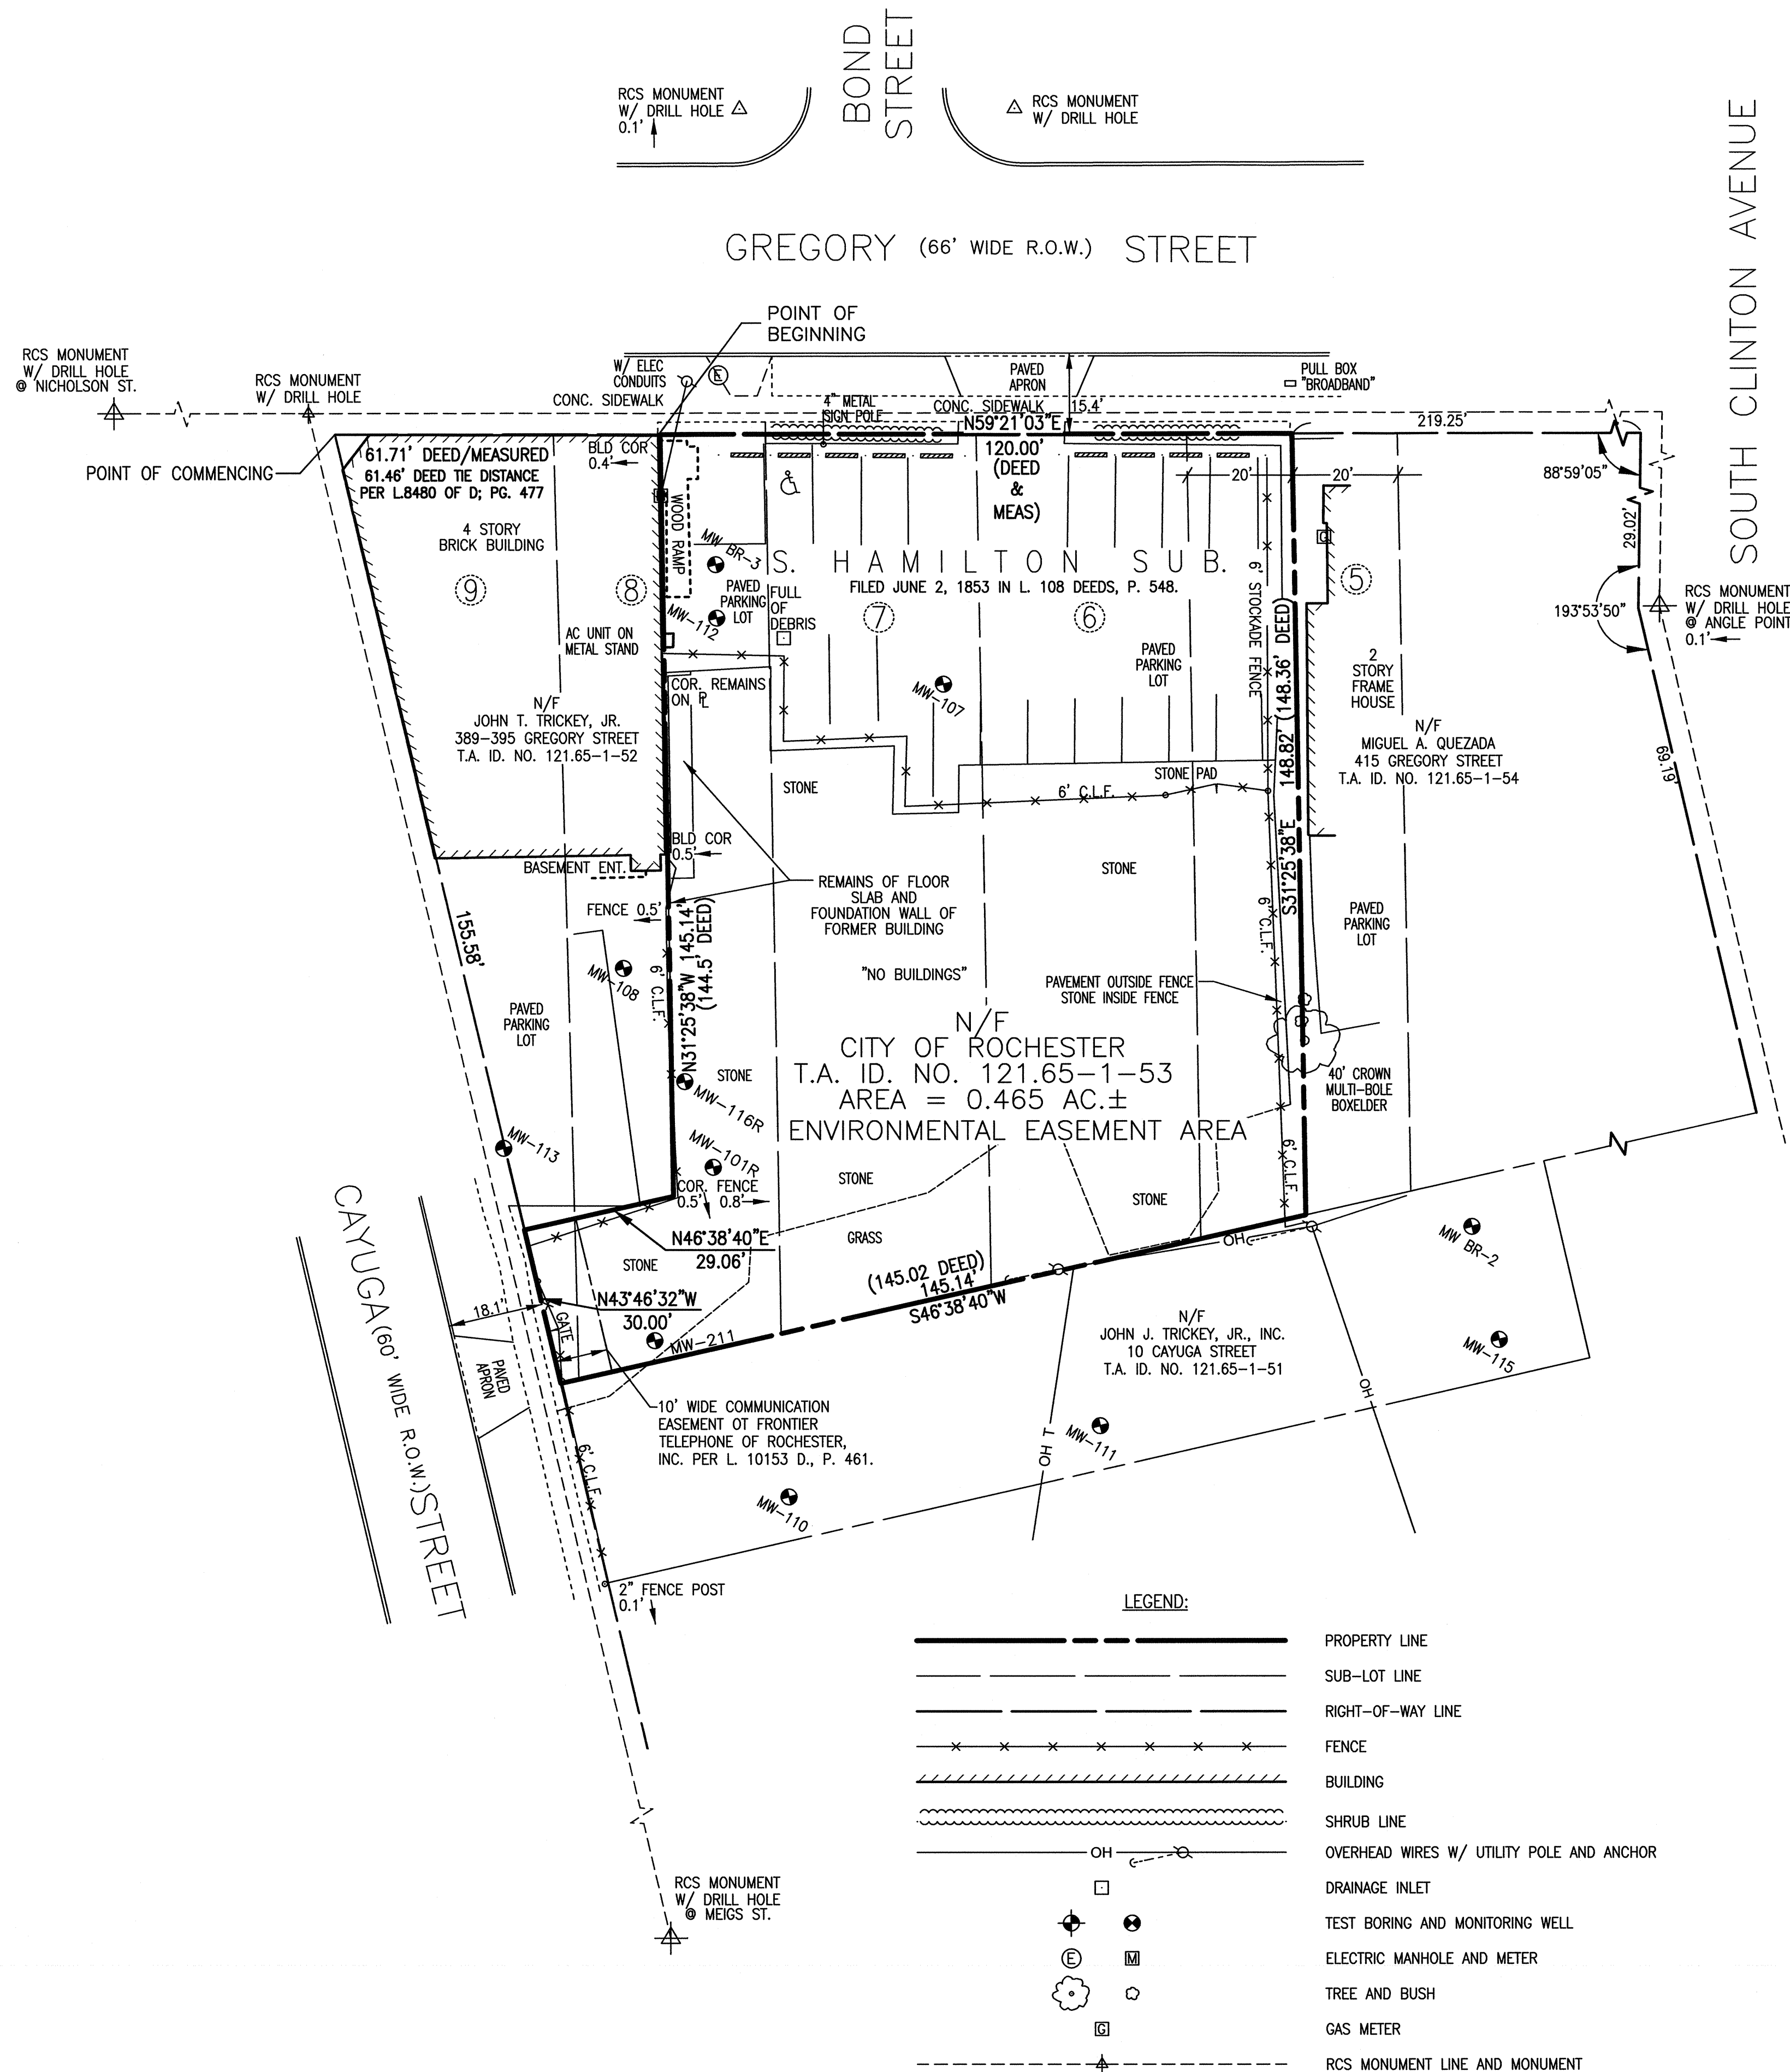 BOND
STREET
RCS MONUMENT
W/ DRILL HOLE
0.1'
RCS MONUMENT
W/ DRILL HOLE
SOUTH CLINTON AVENUE
GREGORY (66' WIDE R.O.W.) STREET
POINT OF
BEGINNING
RCS MONUMENT
W/ DRILL HOLE
@ NICHOLSON ST.
RCS MONUMENT
W/ DRILL HOLE
W/ ELEC
CONDUITS
E
CONC. SIDEWALK
4" METAL
SIGN POLE
PAVED
APRON
CONC. SIDEWALK
15.4'
PULL BOX
"BROADBAND"
N59°21'03"E
120.00'
(DEED
&
MEAS)
219.25'
POINT OF COMMENCING
61.71' DEED/MEASURED
61.46' DEED TIE DISTANCE
PER L.8480 OF D; PG. 477
BLD COR
0.4'
20'
20'
88°59'05"
29.02'
193°53'50"
RCS MONUMENT
W/ DRILL HOLE
@ ANGLE POINT
0.1'
69.19'
4 STORY
BRICK BUILDING
WOOD RAMP
MW BR-3
S. HAMILTON SUB.
FILED JUNE 2, 1853 IN L. 108 DEEDS, P. 548.
9
8
7
6
5
G
PAVED
PARKING
LOT
MW-112
FULL
OF
DEBRIS
AC UNIT ON
METAL STAND
6' STOCKADE FENCE
PAVED
PARKING
LOT
2
STORY
FRAME
HOUSE
COR. REMAINS
ON PL
MW-107
N/F
JOHN T. TRICKEY, JR.
389-395 GREGORY STREET
T.A. ID. NO. 121.65-1-52
N/F
MIGUEL A. QUEZADA
415 GREGORY STREET
T.A. ID. NO. 121.65-1-54
STONE
STONE PAD
6' C.L.F.
S31°25'38"E 148.82' (148.36' DEED)
BLD COR
0.5'
BASEMENT ENT.
STONE
REMAINS OF FLOOR
SLAB AND
FOUNDATION WALL OF
FORMER BUILDING
FENCE 0.5'
6' C.L.F.
155.58'
N31°25'38"W 145.14'
(144.5' DEED)
6' C.L.F.
MW-108
"NO BUILDINGS"
PAVEMENT OUTSIDE FENCE
STONE INSIDE FENCE
PAVED
PARKING
LOT
PAVED
PARKING
LOT
N/F
CITY OF ROCHESTER
T.A. ID. NO. 121.65-1-53
AREA = 0.465 AC.±
ENVIRONMENTAL EASEMENT AREA
STONE
MW-116R
40' CROWN
MULTI-BOLE
BOXELDER
MW-113
MW-101R
COR. FENCE
0.5' 0.8'
STONE
STONE
6' C.L.F.
CAYUGA (60' WIDE R.O.W.) STREET
N46°38'40"E
29.06'
GRASS
STONE
OH
MW BR-2
(145.02 DEED)
145.14'
S46°38'40"W
18.1'
N43°46'32"W
30.00'
GATE
MW-211
PAVED
APRON
N/F
JOHN J. TRICKEY, JR., INC.
10 CAYUGA STREET
T.A. ID. NO. 121.65-1-51
MW-115
10' WIDE COMMUNICATION
EASEMENT OT FRONTIER
TELEPHONE OF ROCHESTER,
INC. PER L. 10153 D., P. 461.
OH
OH T
MW-111
6' C.L.F.
MW-110
2" FENCE POST
0.1'
LEGEND:
PROPERTY LINE
SUB-LOT LINE
RIGHT-OF-WAY LINE
FENCE
BUILDING
SHRUB LINE
OH OVERHEAD WIRES W/ UTILITY POLE AND ANCHOR
DRAINAGE INLET
TEST BORING AND MONITORING WELL
E M ELECTRIC MANHOLE AND METER
TREE AND BUSH
G GAS METER
RCS MONUMENT LINE AND MONUMENT
RCS MONUMENT
W/ DRILL HOLE
@ MEIGS ST.